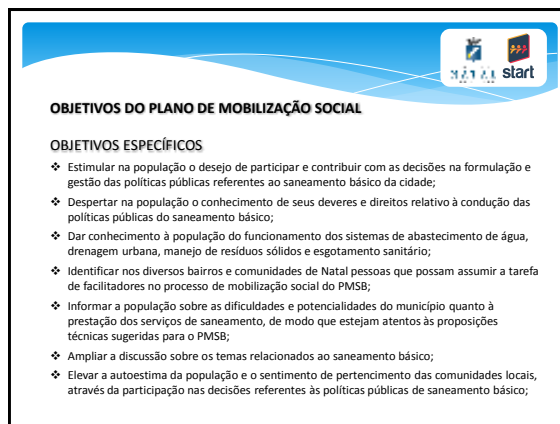 NATAL start
OBJETIVOS DO PLANO DE MOBILIZAÇÃO SOCIAL
OBJETIVOS ESPECÍFICOS
❖ Estimular na população o desejo de participar e contribuir com as decisões na formulação e
gestão das políticas públicas referentes ao saneamento básico da cidade;
❖ Despertar na população o conhecimento de seus deveres e direitos relativo à condução das
políticas públicas do saneamento básico;
❖ Dar conhecimento à população do funcionamento dos sistemas de abastecimento de água,
drenagem urbana, manejo de resíduos sólidos e esgotamento sanitário;
❖ Identificar nos diversos bairros e comunidades de Natal pessoas que possam assumir a tarefa
de facilitadores no processo de mobilização social do PMSB;
❖ Informar a população sobre as dificuldades e potencialidades do município quanto à
prestação dos serviços de saneamento, de modo que estejam atentos às proposições
técnicas sugeridas para o PMSB;
❖ Ampliar a discussão sobre os temas relacionados ao saneamento básico;
❖ Elevar a autoestima da população e o sentimento de pertencimento das comunidades locais,
através da participação nas decisões referentes às políticas públicas de saneamento básico;